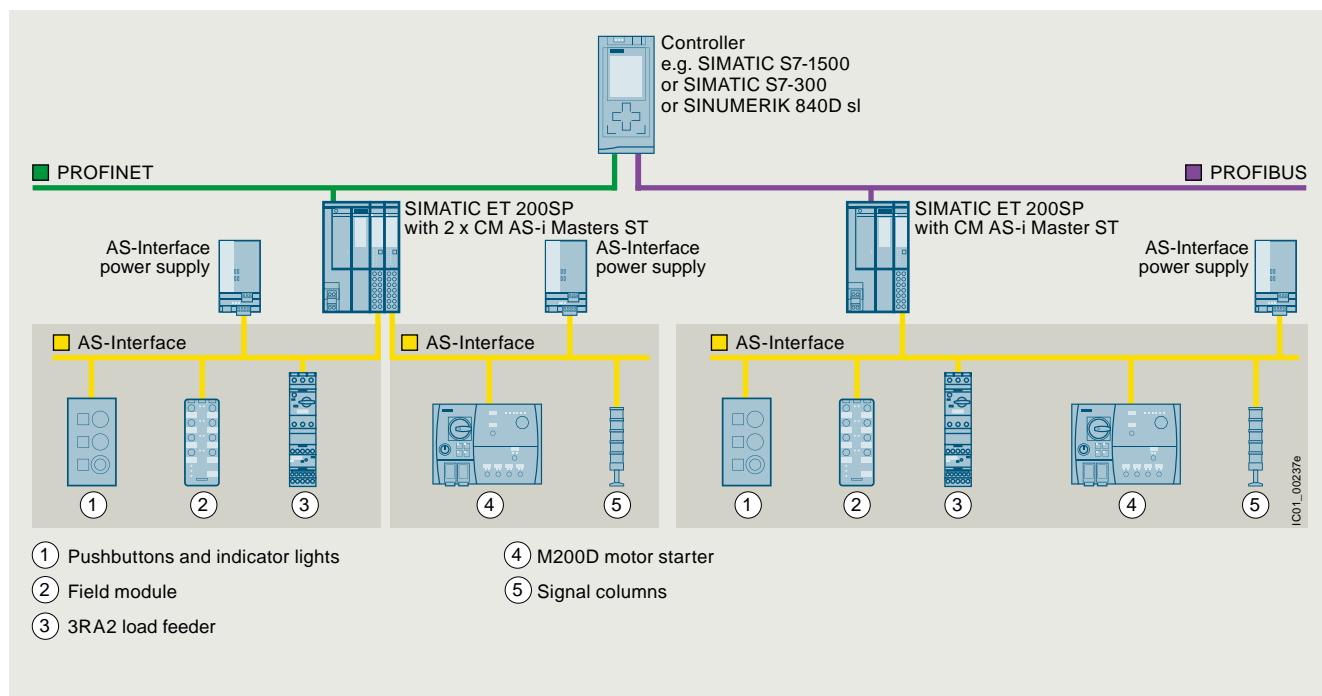 Controller
e.g. SIMATIC S7-1500
or SIMATIC S7-300
or SINUMERIK 840D sl
PROFINET
PROFIBUS
SIMATIC ET 200SP
with 2 x CM AS-i Masters ST
SIMATIC ET 200SP
with CM AS-i Master ST
AS-Interface
power supply
AS-Interface
power supply
AS-Interface
power supply
AS-Interface
AS-Interface
AS-Interface
1
2
3
4
5
1
2
3
4
5
IC01_00237e
1 Pushbuttons and indicator lights
2 Field module
3 3RA2 load feeder
4 M200D motor starter
5 Signal columns